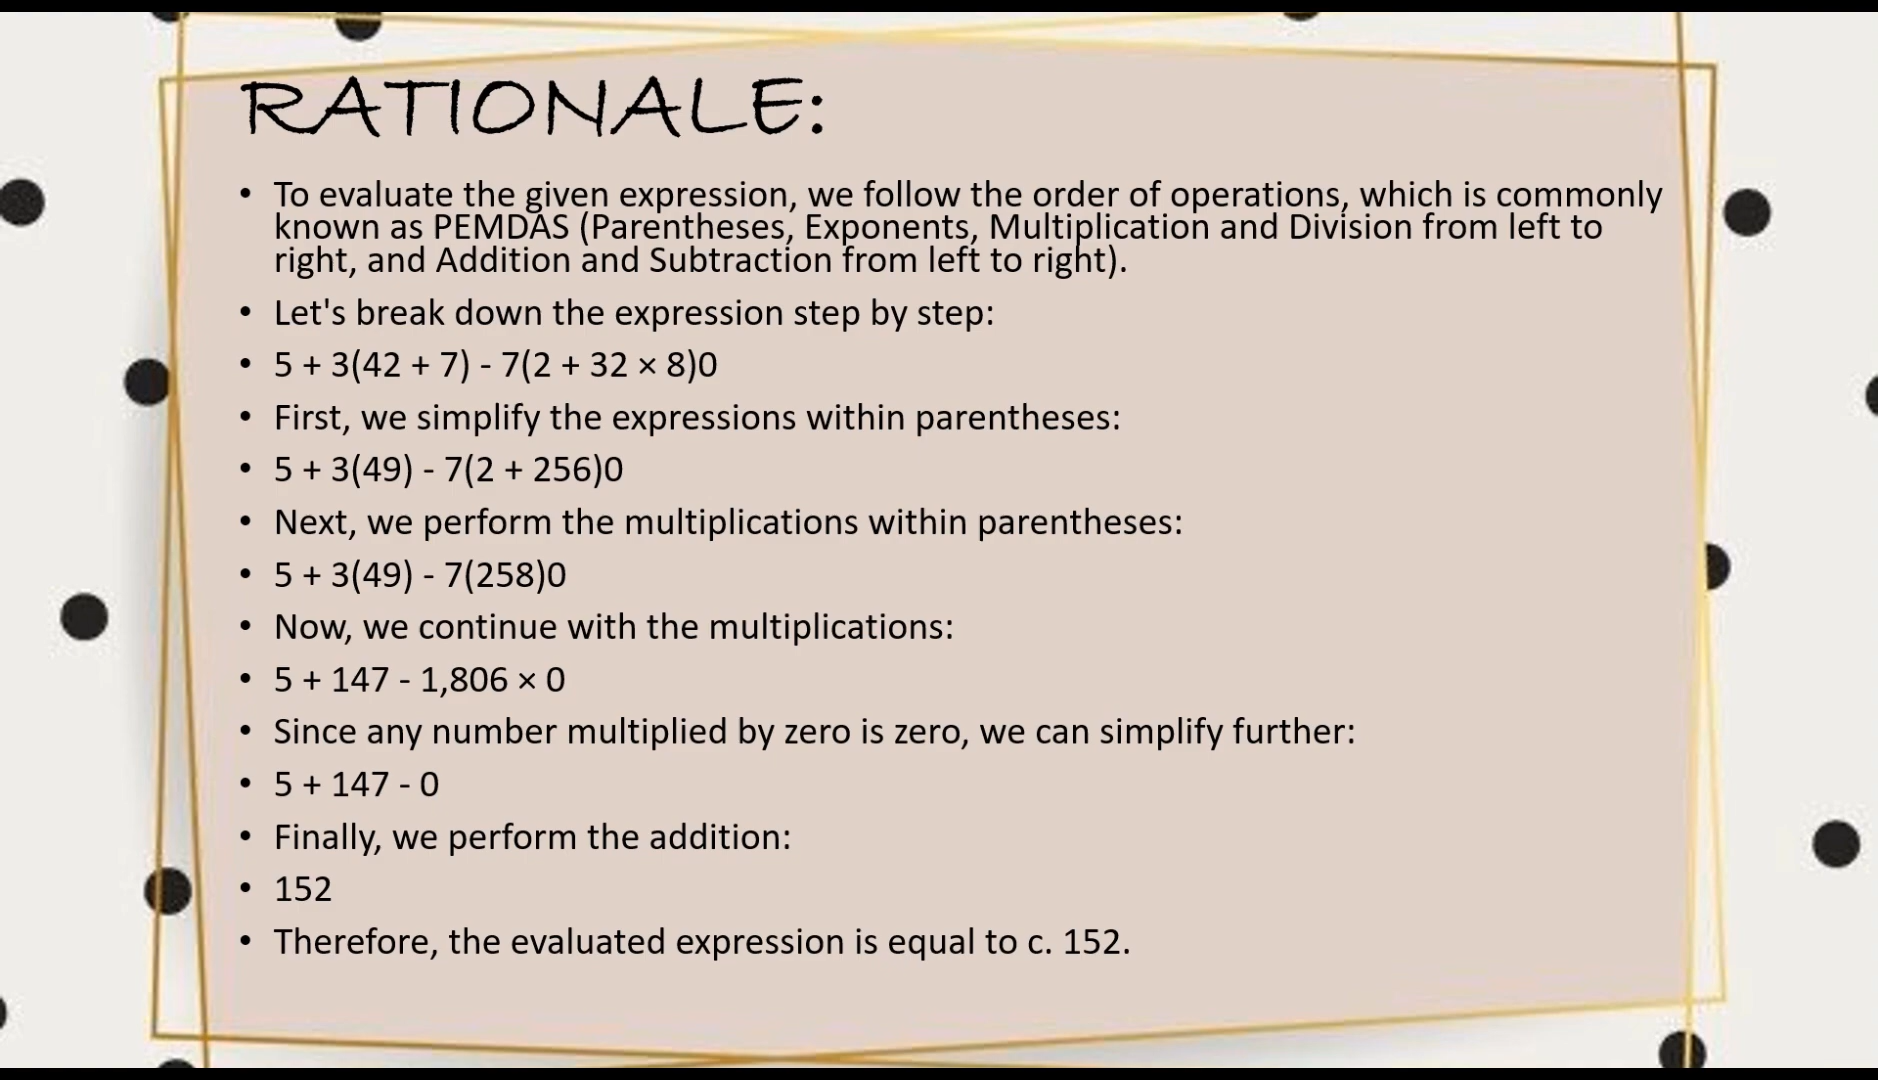 RATIONALE:
• To evaluate the given expression, we follow the order of operations, which is commonly
known as PEMDAS (Parentheses, Exponents, Multiplication and Division from left to
right, and Addition and Subtraction from left to right).
• Let's break down the expression step by step:
• 5 + 3(42 + 7) - 7(2 + 32 × 8)0
• First, we simplify the expressions within parentheses:
• 5 + 3(49) - 7(2 + 256)0
• Next, we perform the multiplications within parentheses:
• 5 + 3(49) - 7(258)0
• Now, we continue with the multiplications:
• 5 + 147 - 1,806 × 0
• Since any number multiplied by zero is zero, we can simplify further:
• 5 + 147 - 0
• Finally, we perform the addition:
• 152
• Therefore, the evaluated expression is equal to c. 152.